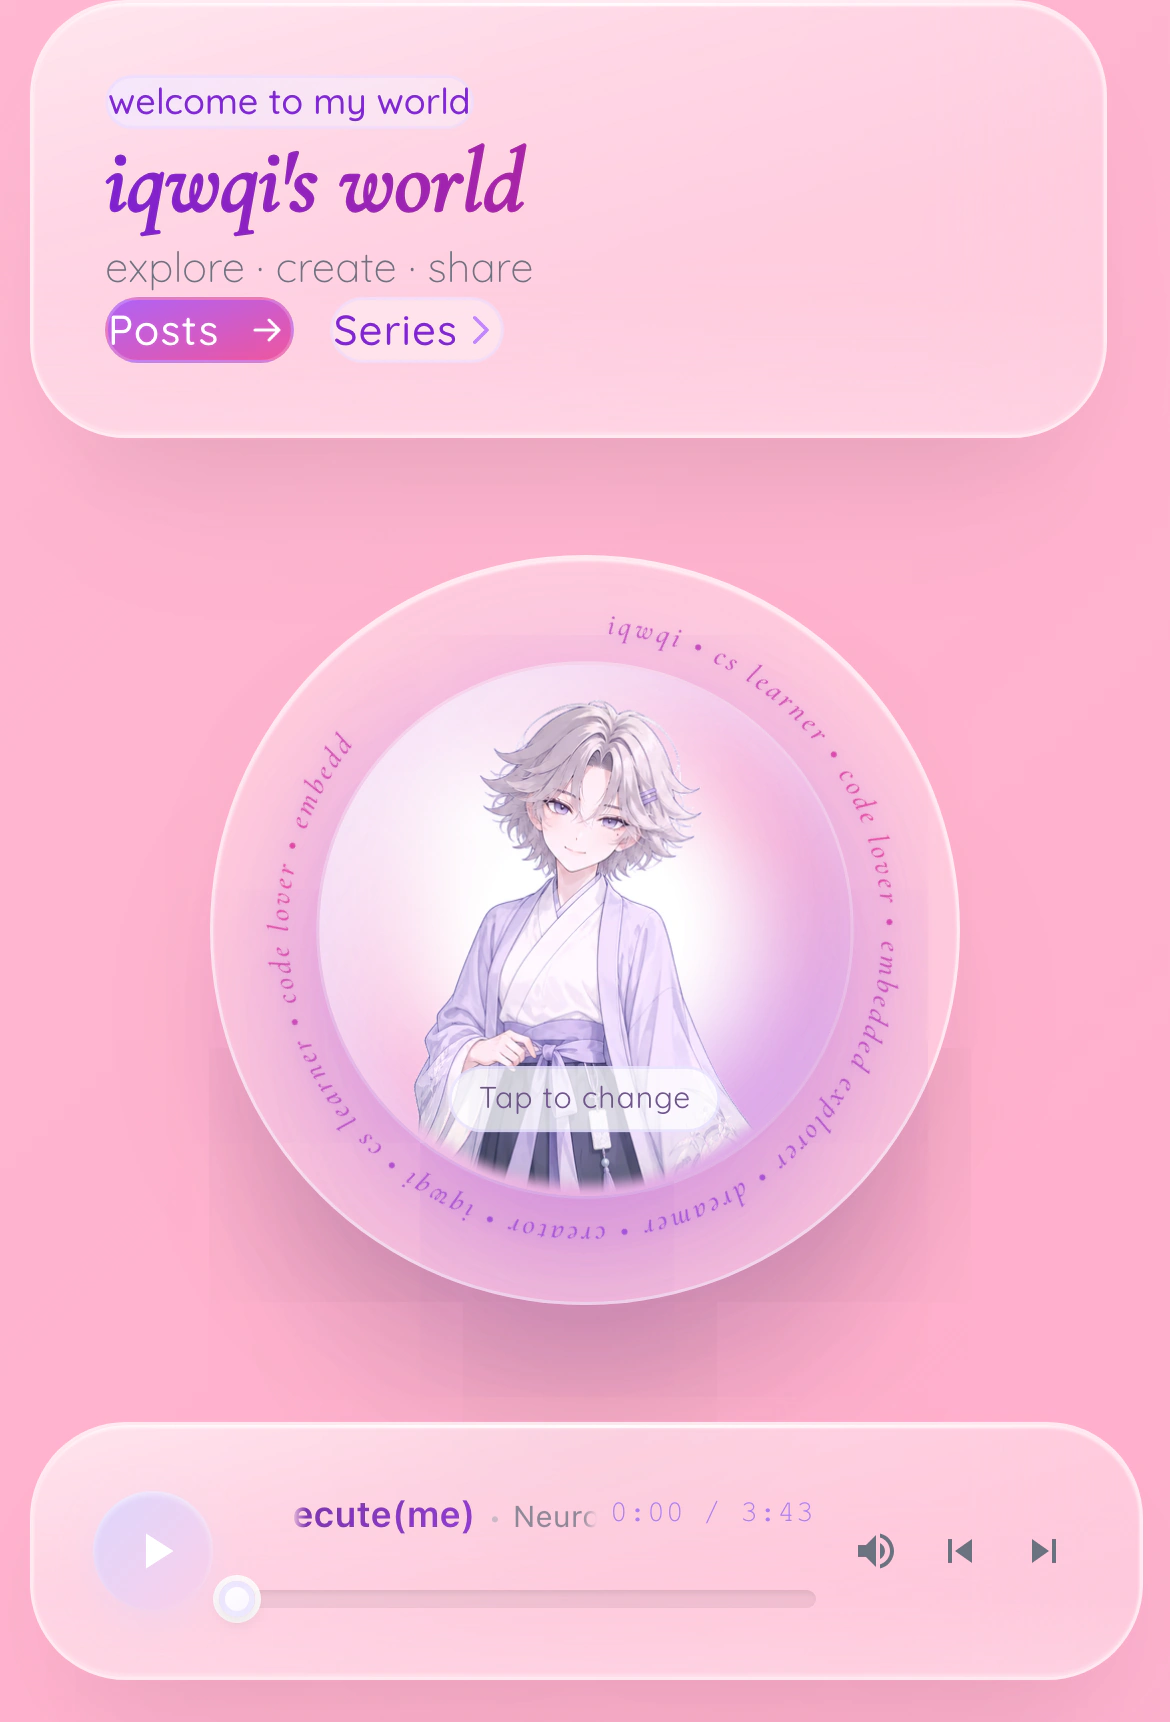 welcome to my world
iqwqi's world
explore · create · share
Posts →
Series >
iqwqi • cs learner • code lover • embedded explorer • dreamer • creator • iqwqi • cs learner • code lover • embedd
Tap to change
ecute(me) • Neuro 0:00 / 3:43